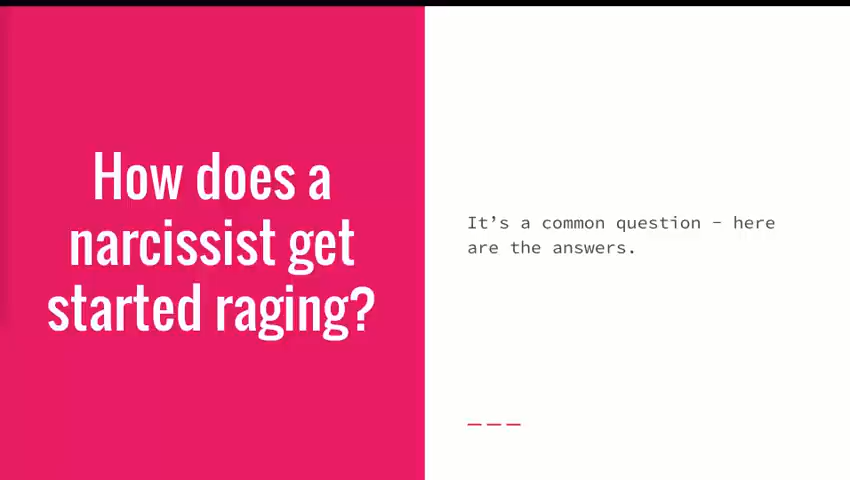 How does a
narcissist get
started raging?
It’s a common question – here
are the answers.